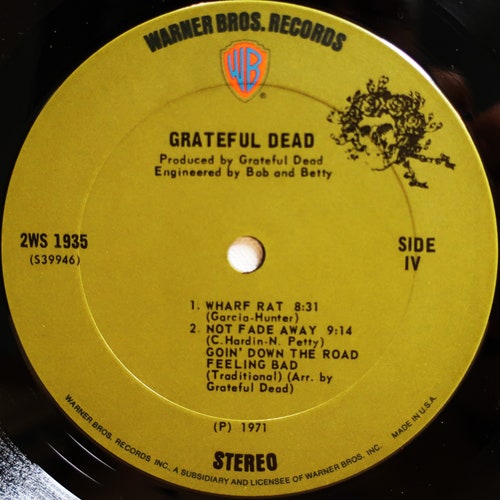 WARNER BROS. RECORDS
WB
®
GRATEFUL DEAD
Produced by Grateful Dead
Engineered by Bob and Betty
2WS 1935
(S39946)
SIDE
IV
1. WHARF RAT 8:31
(Garcia-Hunter)
2. NOT FADE AWAY 9:14
(C. Hardin-N. Petty)
GOIN' DOWN THE ROAD
FEELING BAD
(Traditional) (Arr. by
Grateful Dead)
(P) 1971
STEREO
WARNER BROS. RECORDS INC. A SUBSIDIARY AND LICENSEE OF WARNER BROS. INC. MADE IN U.S.A.